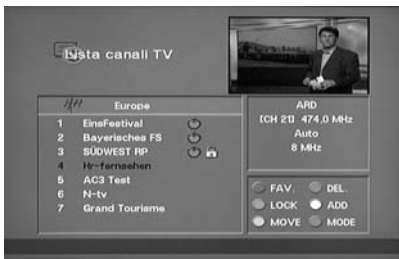 Lista canali TV
Europe
1 EinsFestival
2 Bayerisches FS
3 SÜDWEST RP
4 Hr-fernsehen
5 AC3 Test
6 N-tv
7 Grand Tourisme
ARD
[CH 21] 474,0 MHz
Auto
8 MHz
FAV. DEL.
LOCK ADD
MOVE MODE